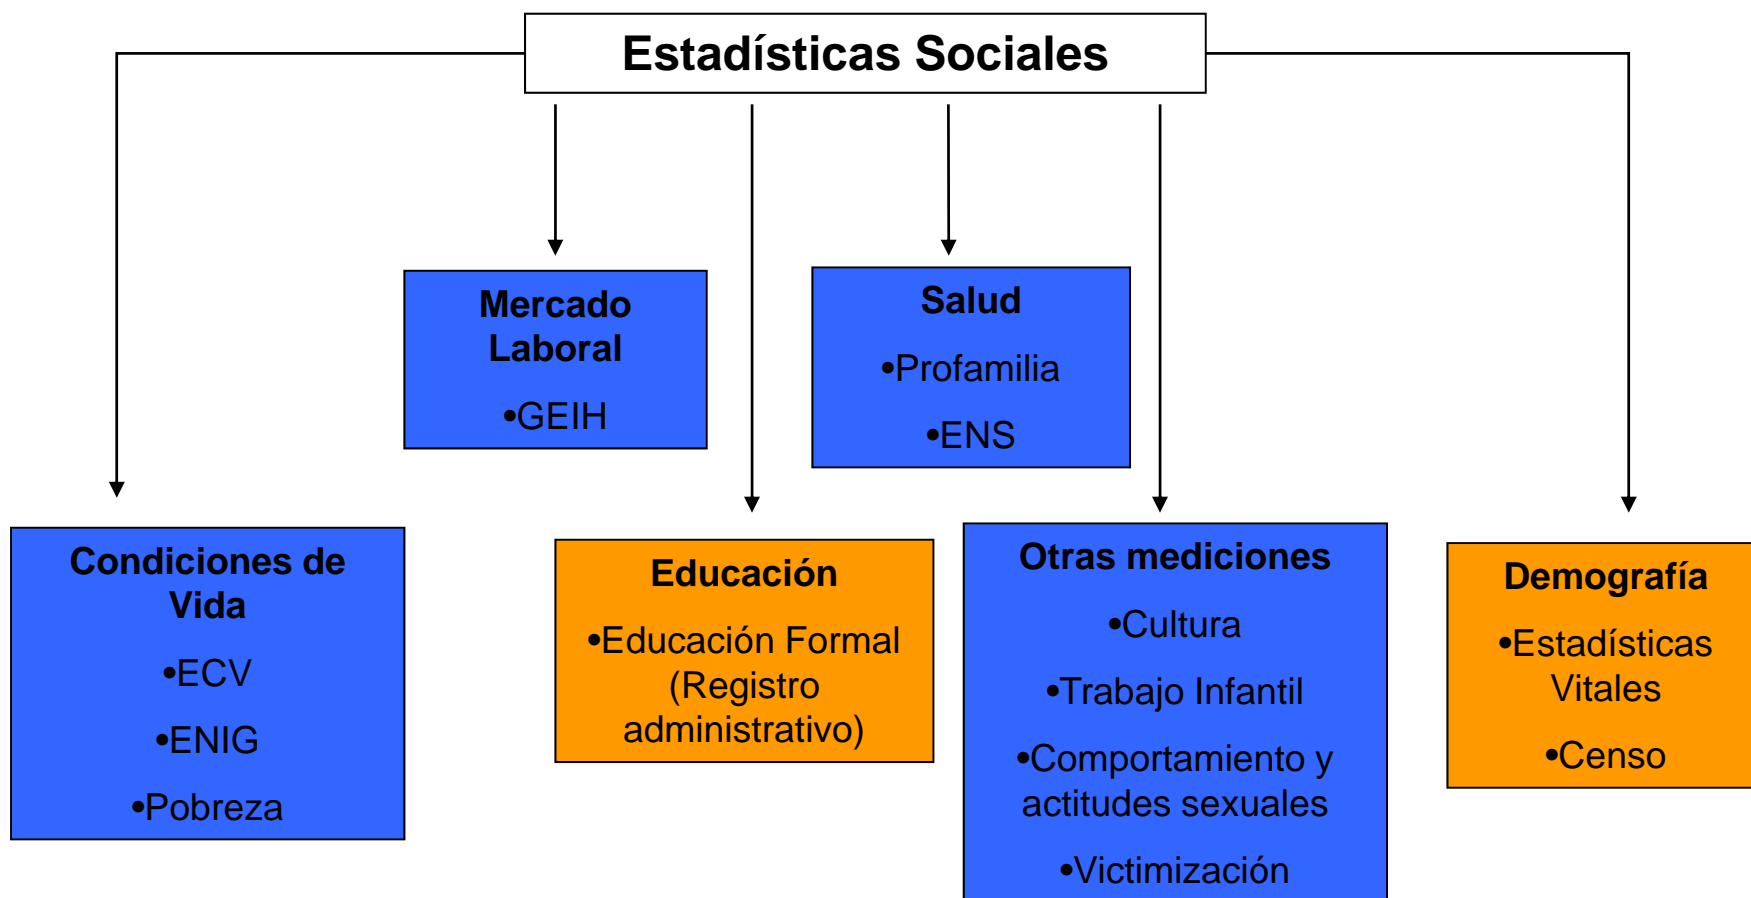 Estadísticas Sociales
Mercado
Laboral
•GEIH
Salud
•Profamilia
•ENS
Condiciones de
Vida
•ECV
•ENIG
•Pobreza
Educación
•Educación Formal
(Registro
administrativo)
Otras mediciones
•Cultura
•Trabajo Infantil
•Comportamiento y
actitudes sexuales
•Victimización
Demografía
•Estadísticas
Vitales
•Censo